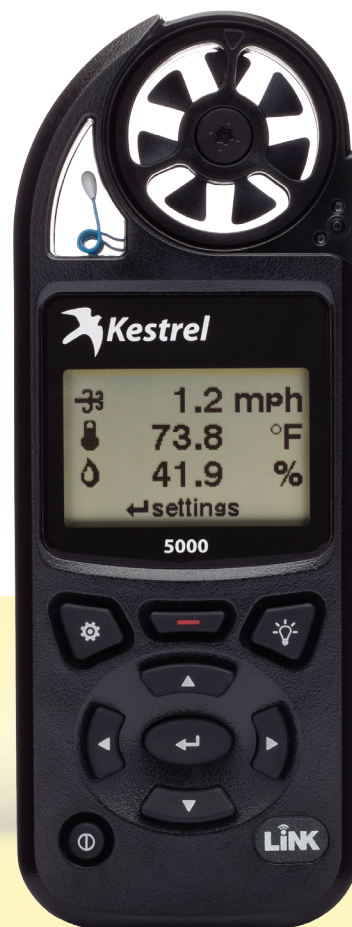 Kestrel
1.2 mph
73.8 °F
41.9 %
↵settings
5000
LiNK